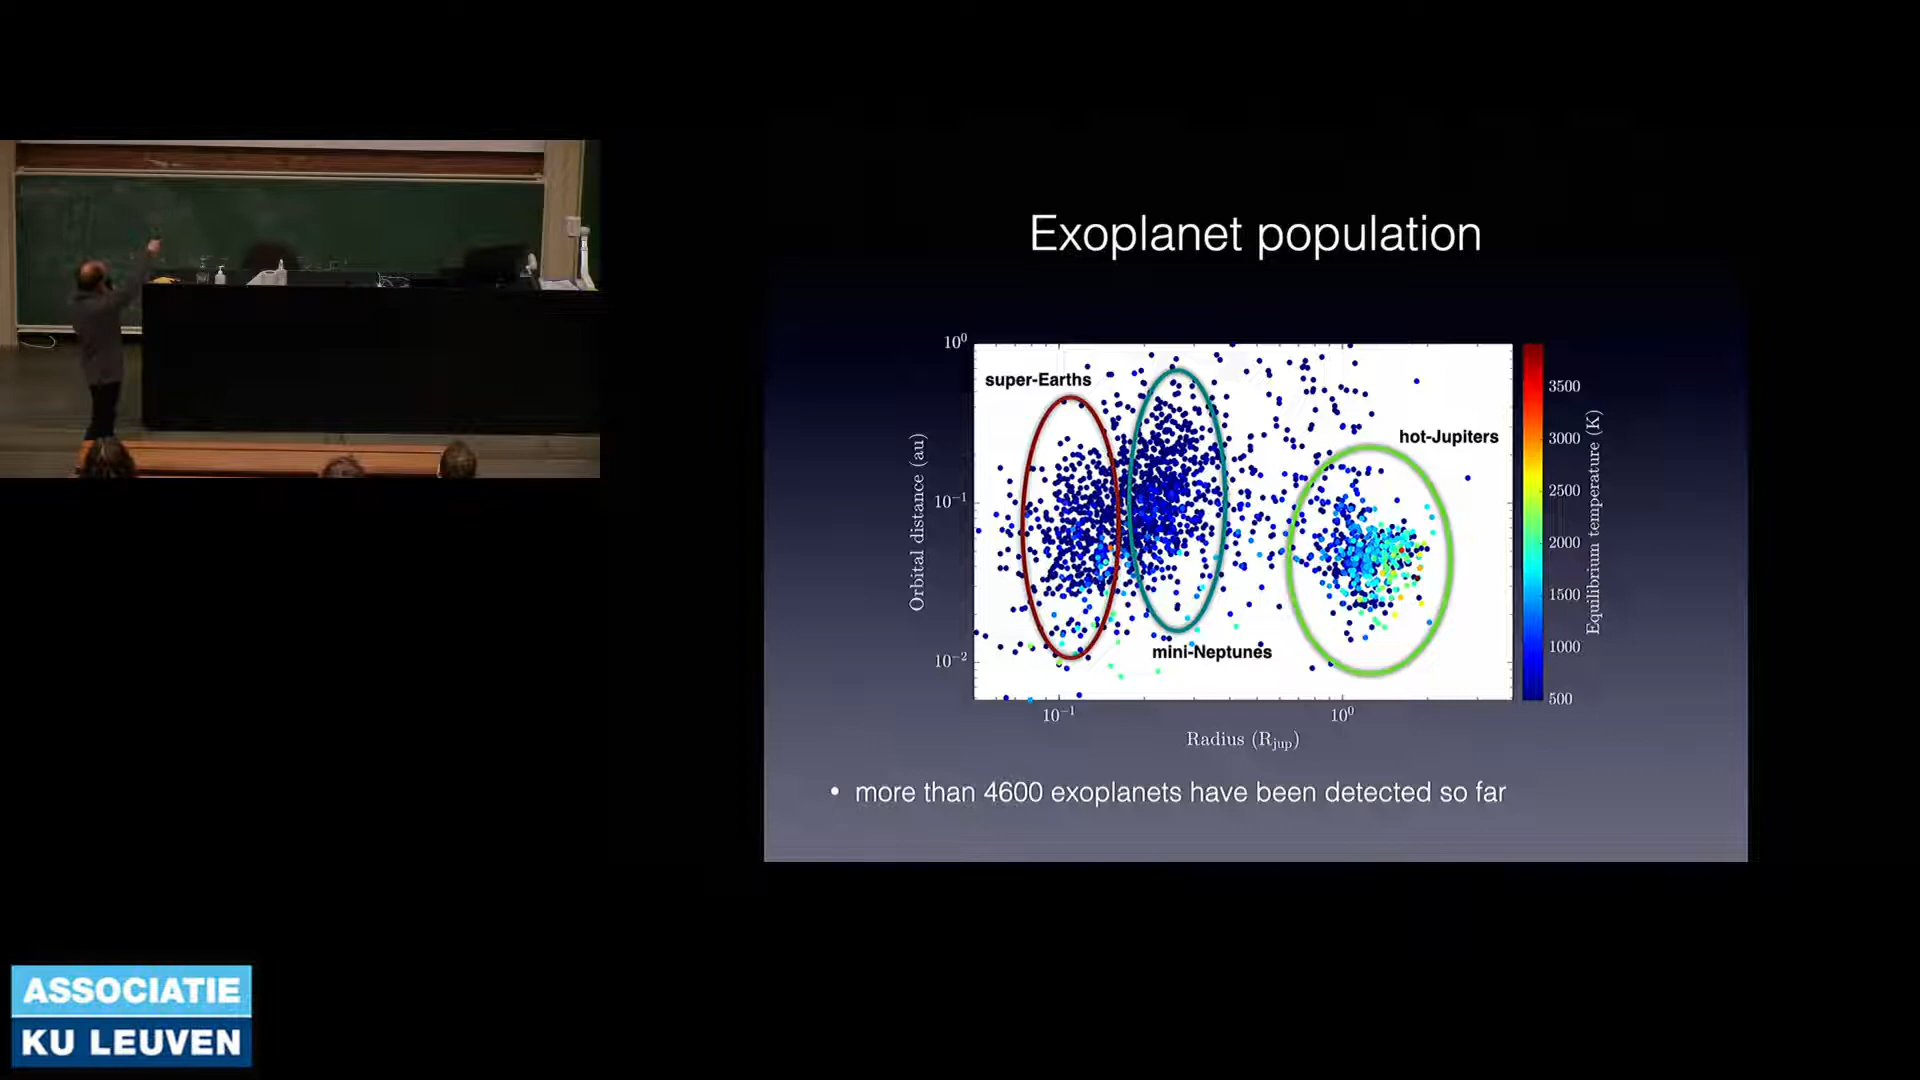 Exoplanet population
10⁰
10⁻¹
10⁻²
Orbital distance (au)
super-Earths
mini-Neptunes
hot-Jupiters
10⁻¹
10⁰
Radius (Rjup)
3500
3000
2500
2000
1500
1000
500
Equilibrium temperature (K)
• more than 4600 exoplanets have been detected so far
ASSOCIATIE
KU LEUVEN